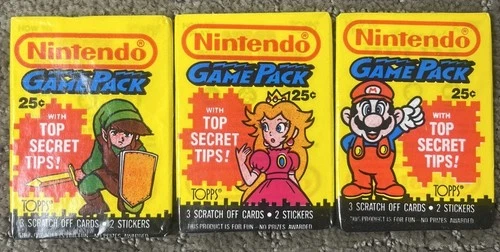 Nintendo®
GAME PACK
25¢
WITH
TOP
SECRET
TIPS!
TOPPS®
3 SCRATCH OFF CARDS • 2 STICKERS
Nintendo®
GAME PACK
25¢
WITH
TOP
SECRET
TIPS!
TOPPS®
3 SCRATCH OFF CARDS • 2 STICKERS
THIS PRODUCT IS FOR FUN - NO PRIZES AWARDED
Nintendo®
GAME PACK
25¢
M
WITH
TOP
SECRET
TIPS!
TOPPS®
3 SCRATCH OFF CARDS • 2 STICKERS
THIS PRODUCT IS FOR FUN - NO PRIZES AWARDED